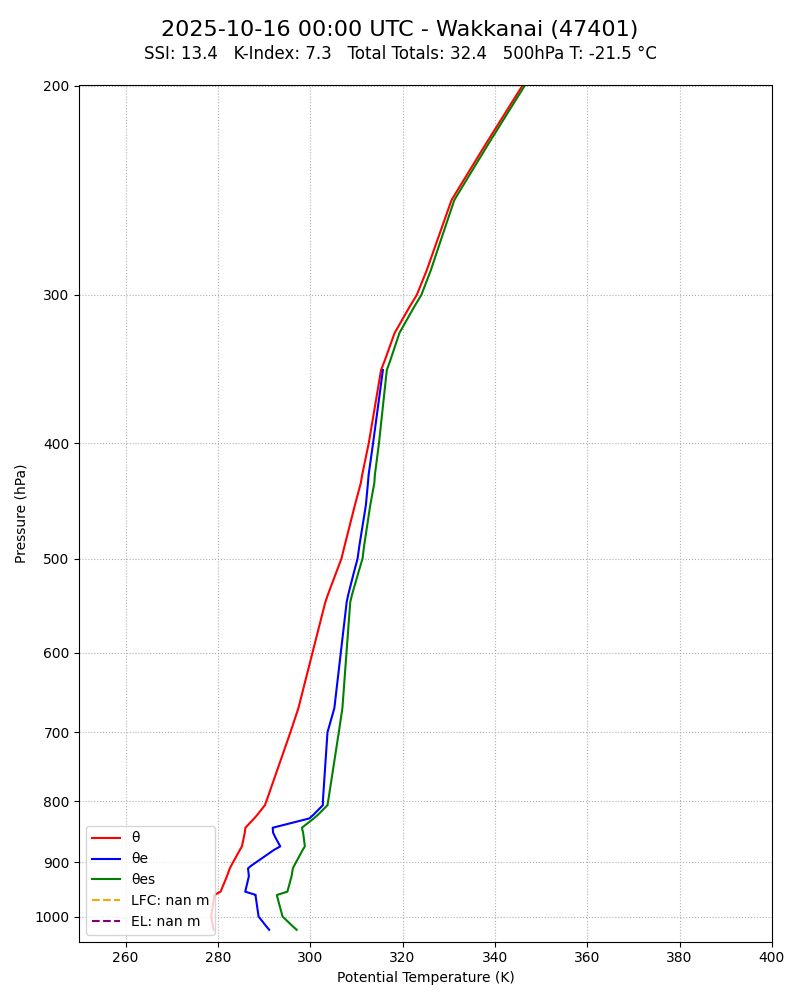 2025-10-16 00:00 UTC - Wakkanai (47401)
SSI: 13.4   K-Index: 7.3   Total Totals: 32.4   500hPa T: -21.5 °C
200
300
400
500
600
700
800
900
1000
Pressure (hPa)
θ
θe
θes
LFC: nan m
EL: nan m
260 280 300 320 340 360 380 400
Potential Temperature (K)